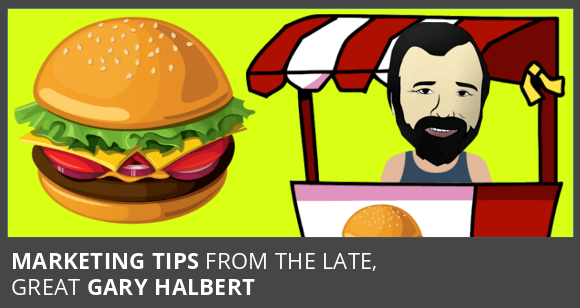 MARKETING TIPS FROM THE LATE,
GREAT GARY HALBERT